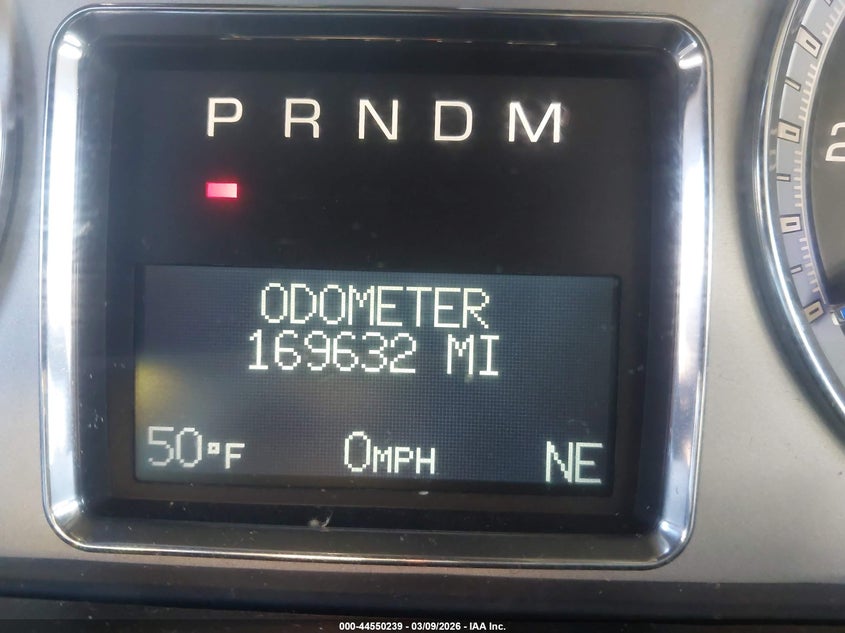 P R N D M
ODOMETER
169632 MI
50°F 0MPH NE
000-44550239 - 03/09/2026 - IAA Inc.